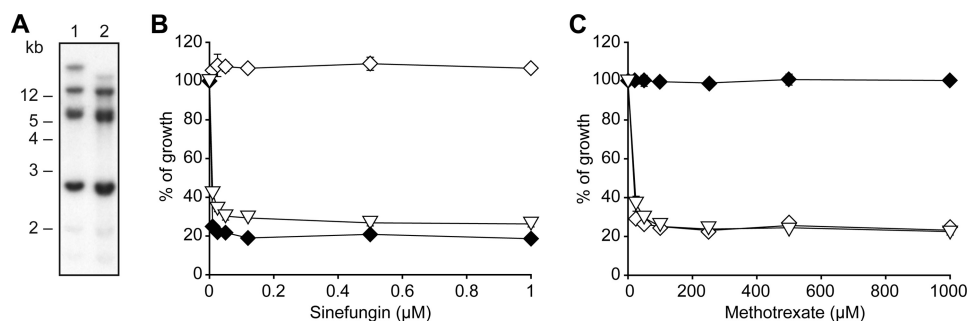 A
1 2
kb
12 –
5 –
4 –
3 –
2 –
B
120
100
80
60
40
20
0
% of growth
0 0.2 0.4 0.6 0.8 1
Sinefungin (µM)
C
120
100
80
60
40
20
0
% of growth
0 200 400 600 800 1000
Methotrexate (µM)